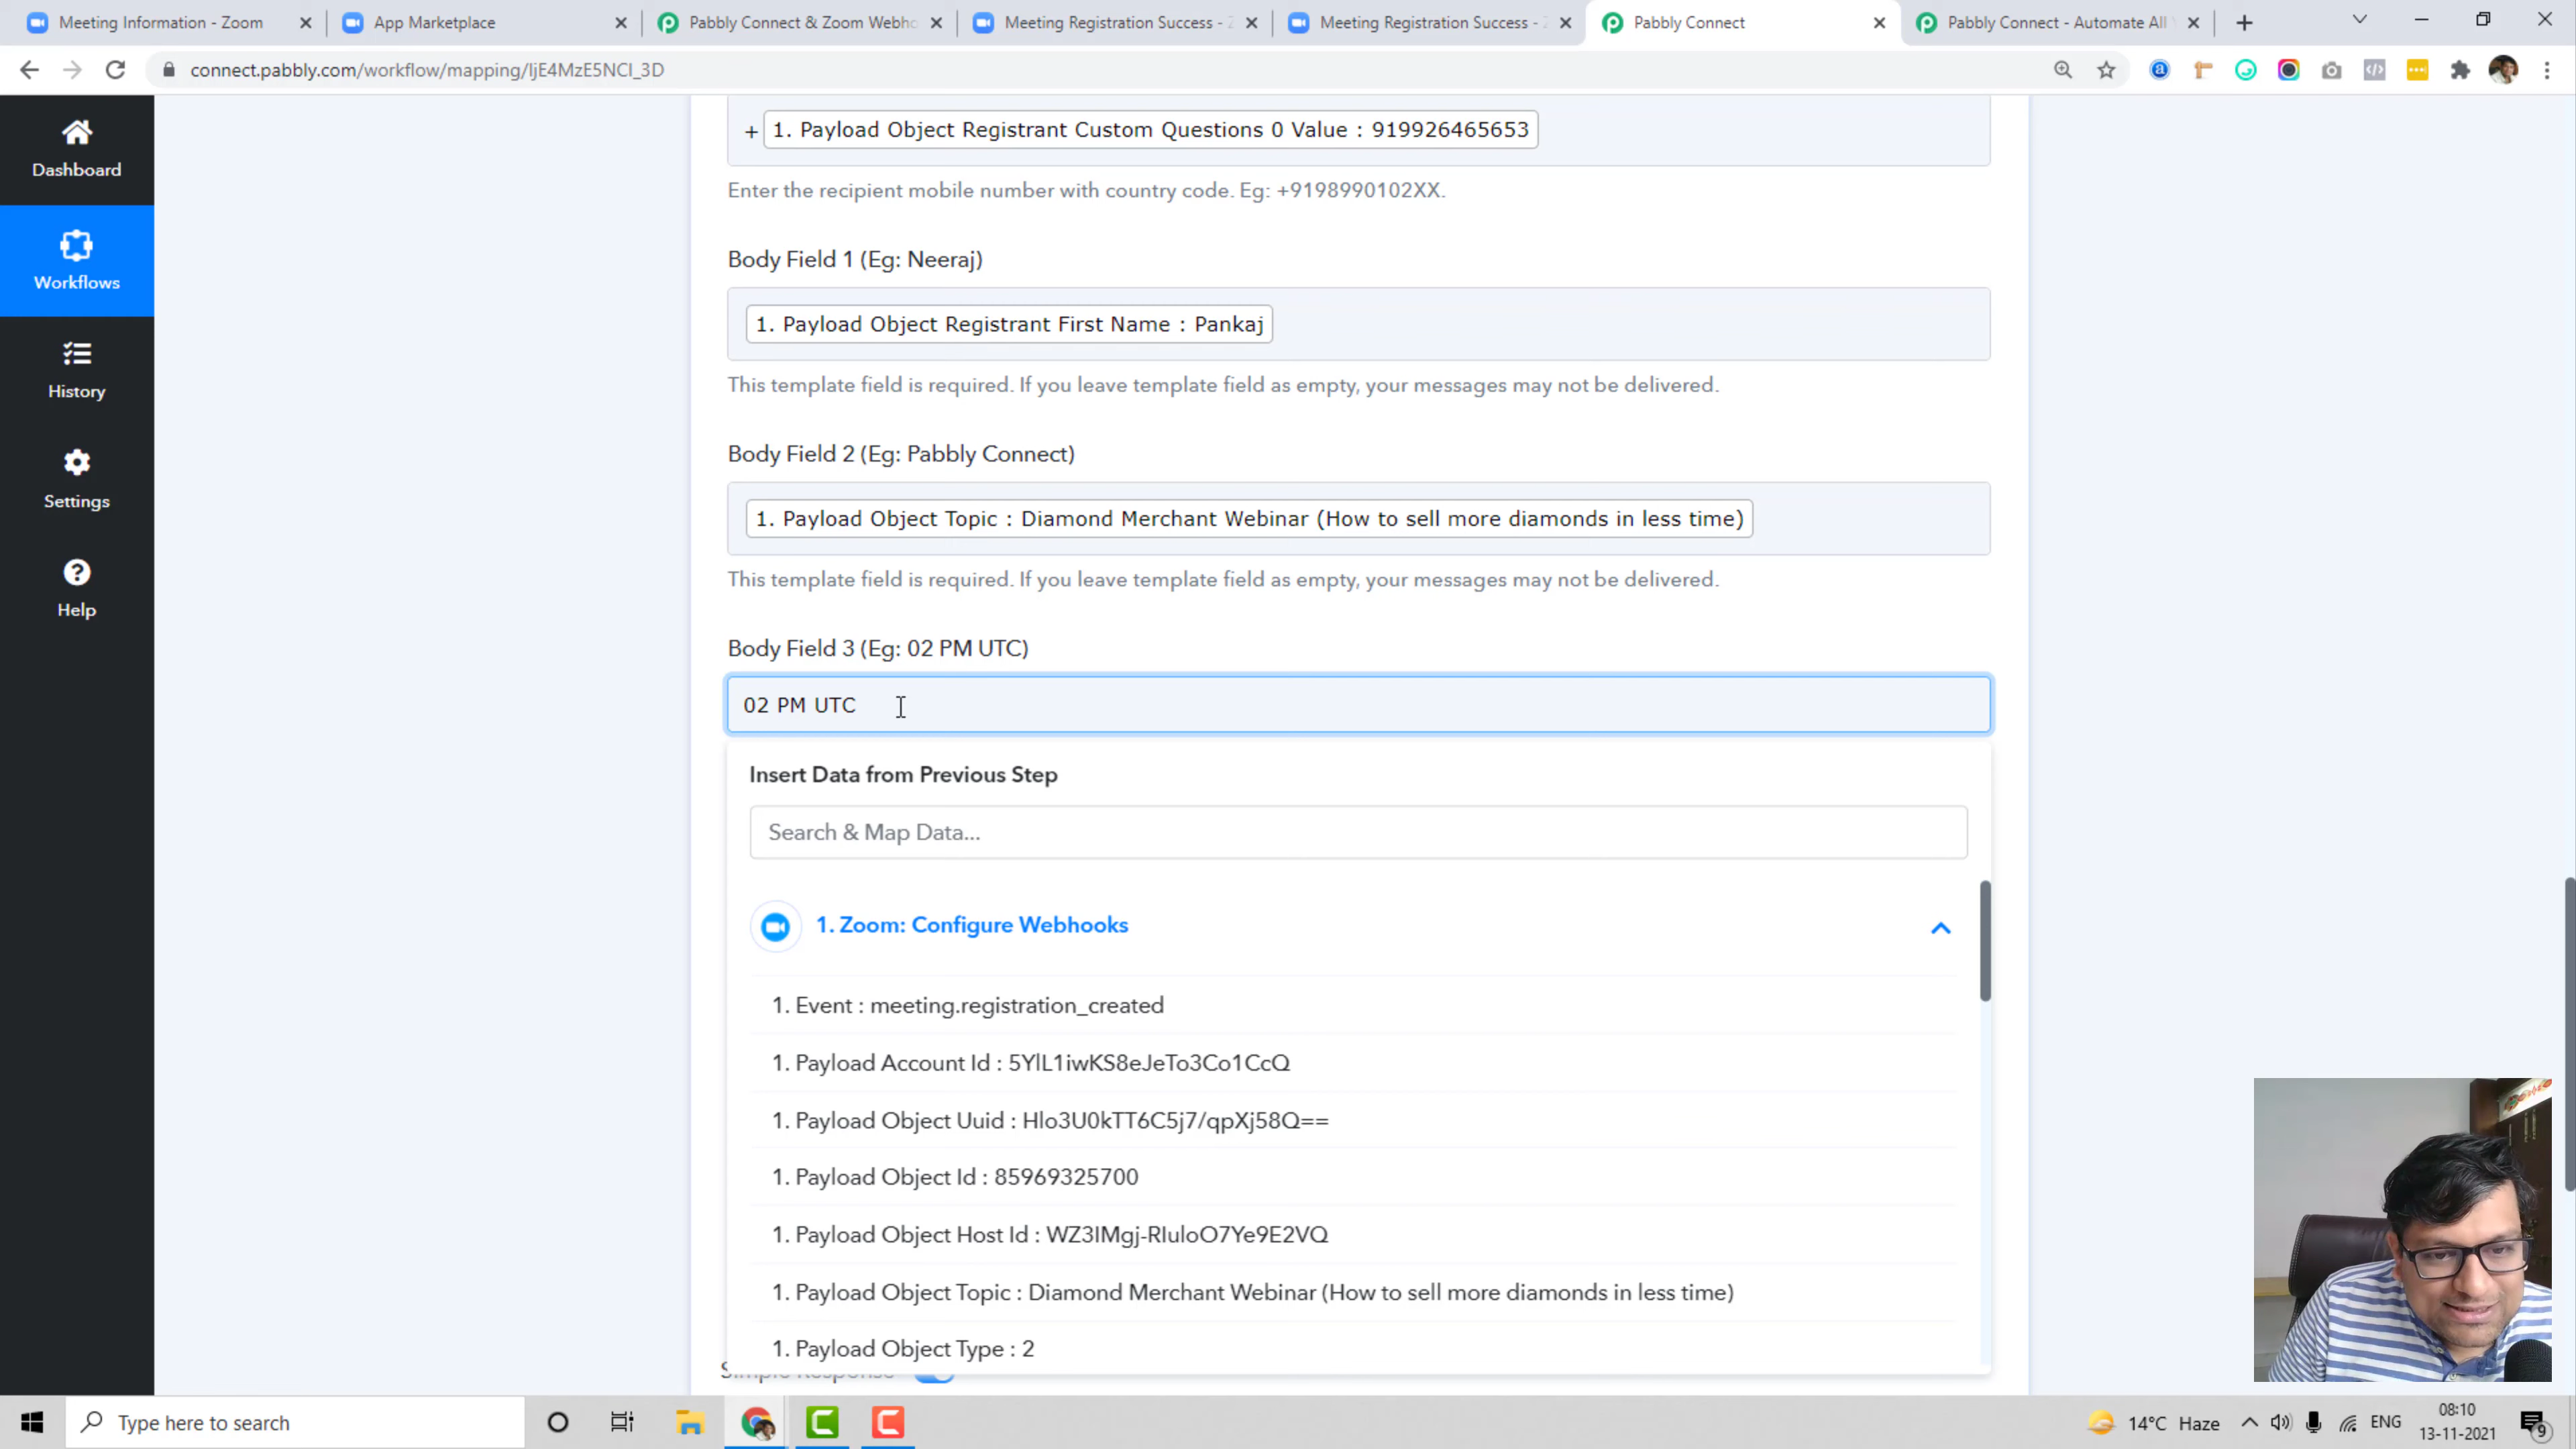 Meeting Information - Zoom
App Marketplace
Pabbly Connect & Zoom Webho
Meeting Registration Success - Z
Meeting Registration Success - Z
Pabbly Connect
Pabbly Connect - Automate All
connect.pabbly.com/workflow/mapping/IjE4MzE5NCI_3D
Dashboard
Workflows
History
Settings
Help
+ 1. Payload Object Registrant Custom Questions 0 Value : 919926465653
Enter the recipient mobile number with country code. Eg: +9198990102XX.
Body Field 1 (Eg: Neeraj)
1. Payload Object Registrant First Name : Pankaj
This template field is required. If you leave template field as empty, your messages may not be delivered.
Body Field 2 (Eg: Pabbly Connect)
1. Payload Object Topic : Diamond Merchant Webinar (How to sell more diamonds in less time)
This template field is required. If you leave template field as empty, your messages may not be delivered.
Body Field 3 (Eg: 02 PM UTC)
02 PM UTC
Insert Data from Previous Step
Search & Map Data...
1. Zoom: Configure Webhooks
1. Event : meeting.registration_created
1. Payload Account Id : 5YlL1iwKS8eJeTo3Co1CcQ
1. Payload Object Uuid : Hlo3U0kTT6C5j7/qpXj58Q==
1. Payload Object Id : 85969325700
1. Payload Object Host Id : WZ3IMgj-RIuloO7Ye9E2VQ
1. Payload Object Topic : Diamond Merchant Webinar (How to sell more diamonds in less time)
1. Payload Object Type : 2
Simple Response
Type here to search
14°C Haze
ENG
08:10
13-11-2021
9